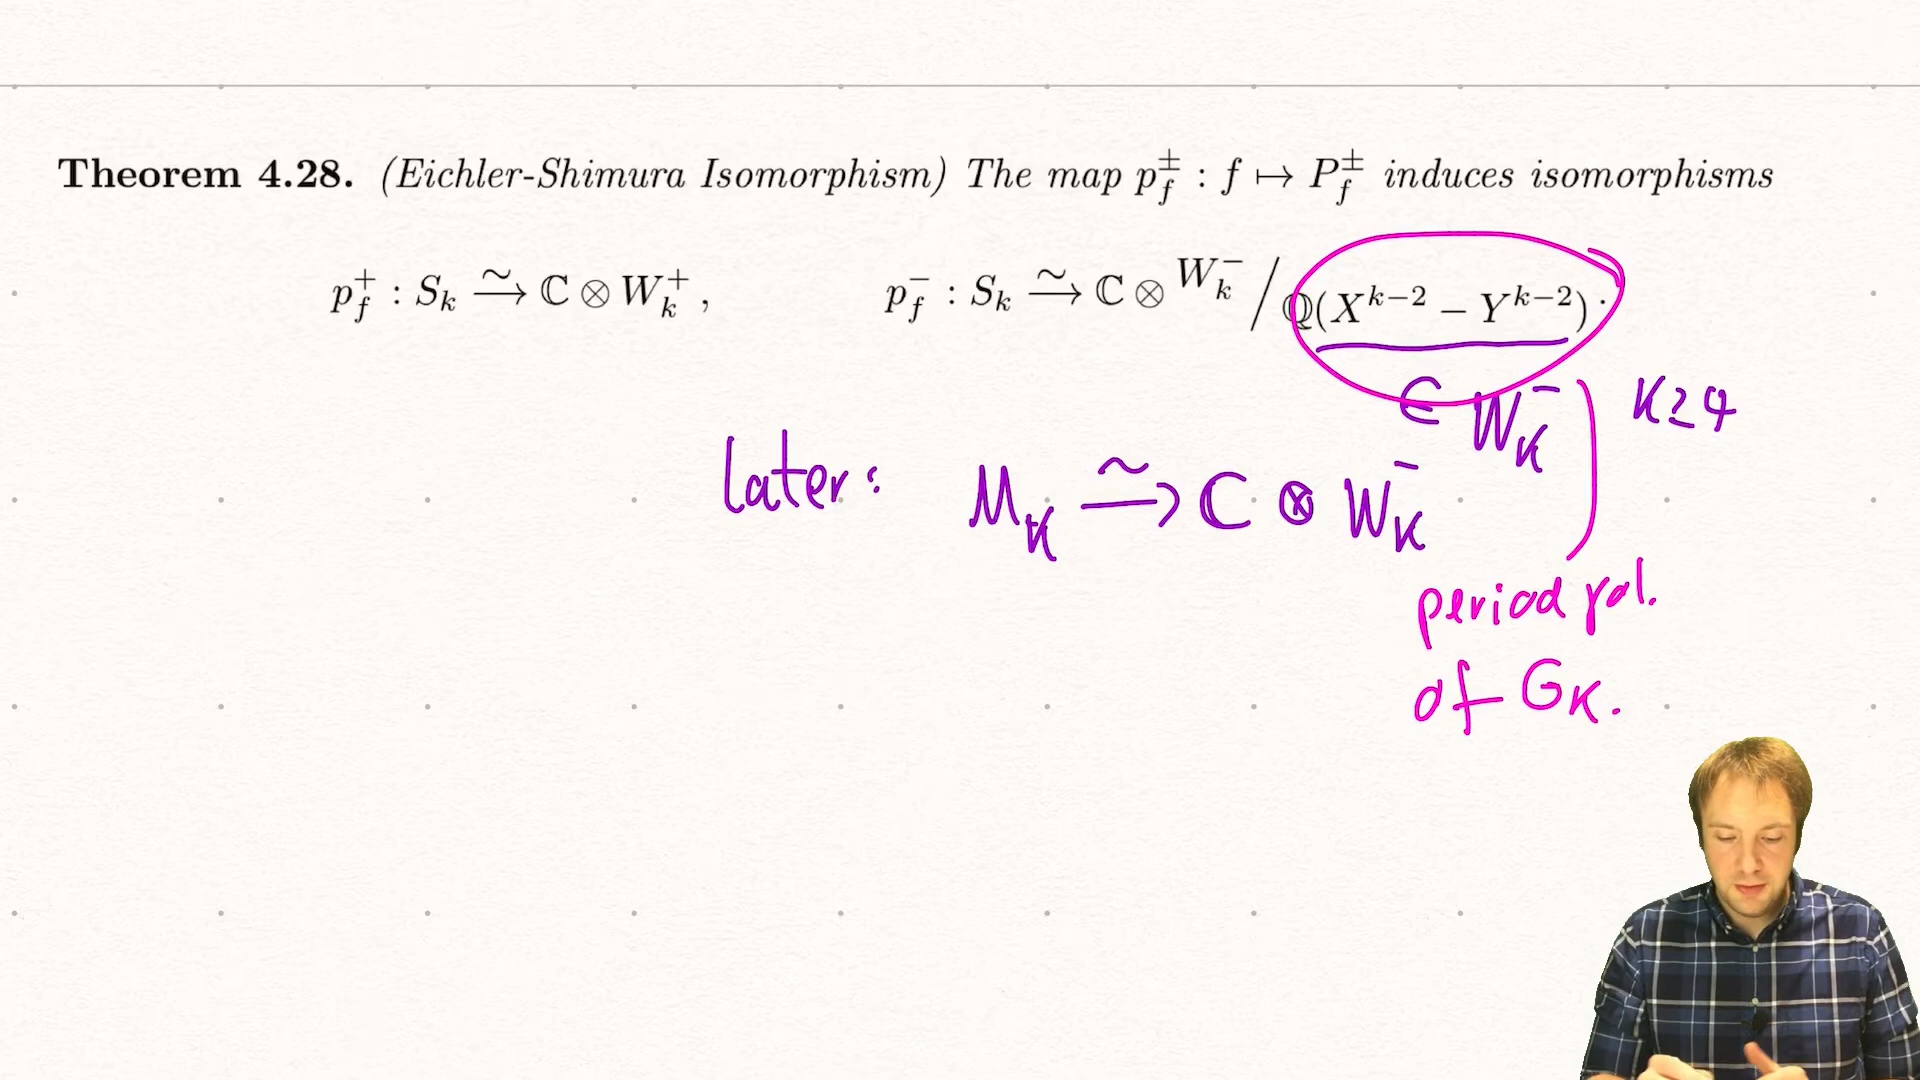 Theorem 4.28. (Eichler-Shimura Isomorphism) The map p_f^± : f ↦ P_f^± induces isomorphisms
p_f^+ : S_k ⥲ ℂ ⊗ W_k^+ , p_f^- : S_k ⥲ ℂ ⊗ W_k^- / ℚ(X^{k-2} − Y^{k-2}) .
∈ W_K^- K ≥ 4
later: M_K ⥲ ℂ ⊗ W_K^-
period pol.
of G_K.